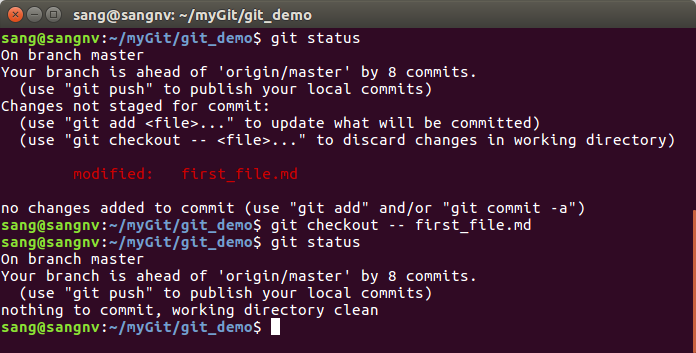 sang@sangnv: ~/myGit/git_demo
sang@sangnv:~/myGit/git_demo$ git status
On branch master
Your branch is ahead of 'origin/master' by 8 commits.
  (use "git push" to publish your local commits)
Changes not staged for commit:
  (use "git add <file>..." to update what will be committed)
  (use "git checkout -- <file>..." to discard changes in working directory)
        modified:   first_file.md
no changes added to commit (use "git add" and/or "git commit -a")
sang@sangnv:~/myGit/git_demo$ git checkout -- first_file.md
sang@sangnv:~/myGit/git_demo$ git status
On branch master
Your branch is ahead of 'origin/master' by 8 commits.
  (use "git push" to publish your local commits)
nothing to commit, working directory clean
sang@sangnv:~/myGit/git_demo$